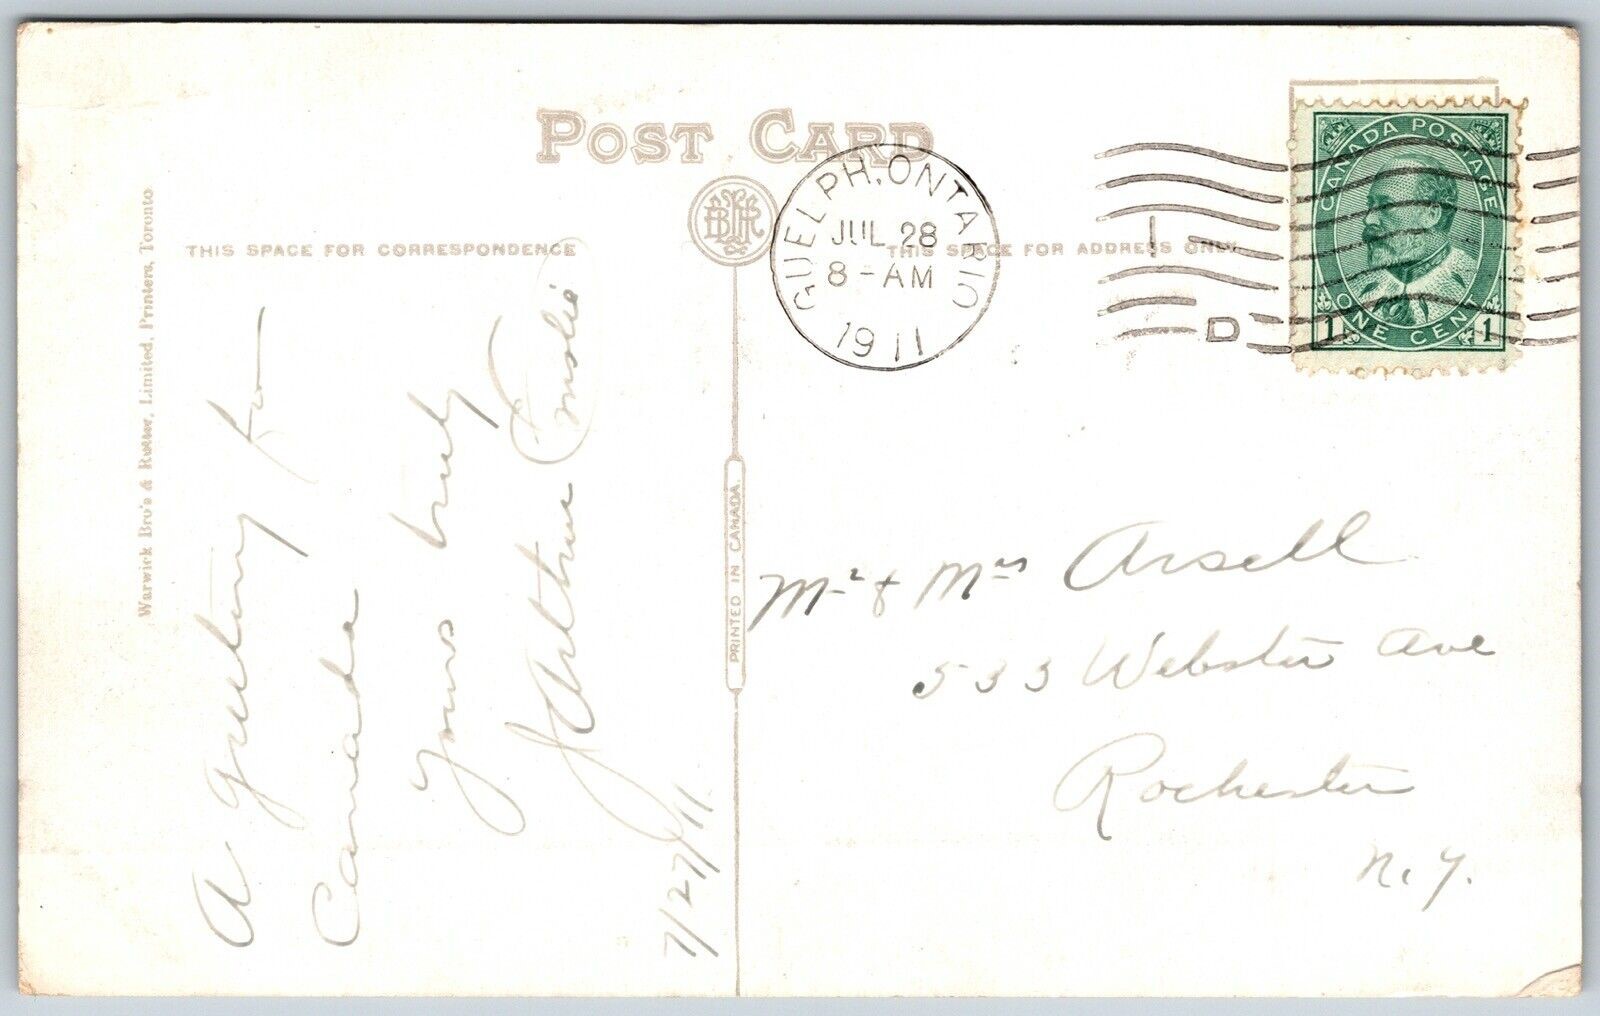 POST CARD
THIS SPACE FOR CORRESPONDENCE
THIS SPACE FOR ADDRESS ONLY
Warwick Bro's & Rutter, Limited, Printers, Toronto
PRINTED IN CANADA.
GUELPH, ONTARIO
JUL 28
8 - AM
1911
1
D
CANADA POSTAGE
1 ONE CENT 1
A greeting from
Canada
Yours truly
J Arthur Emslie
7/27/11.
Mr & Mrs Arsell
533 Webster Ave
Rochester
N.Y.